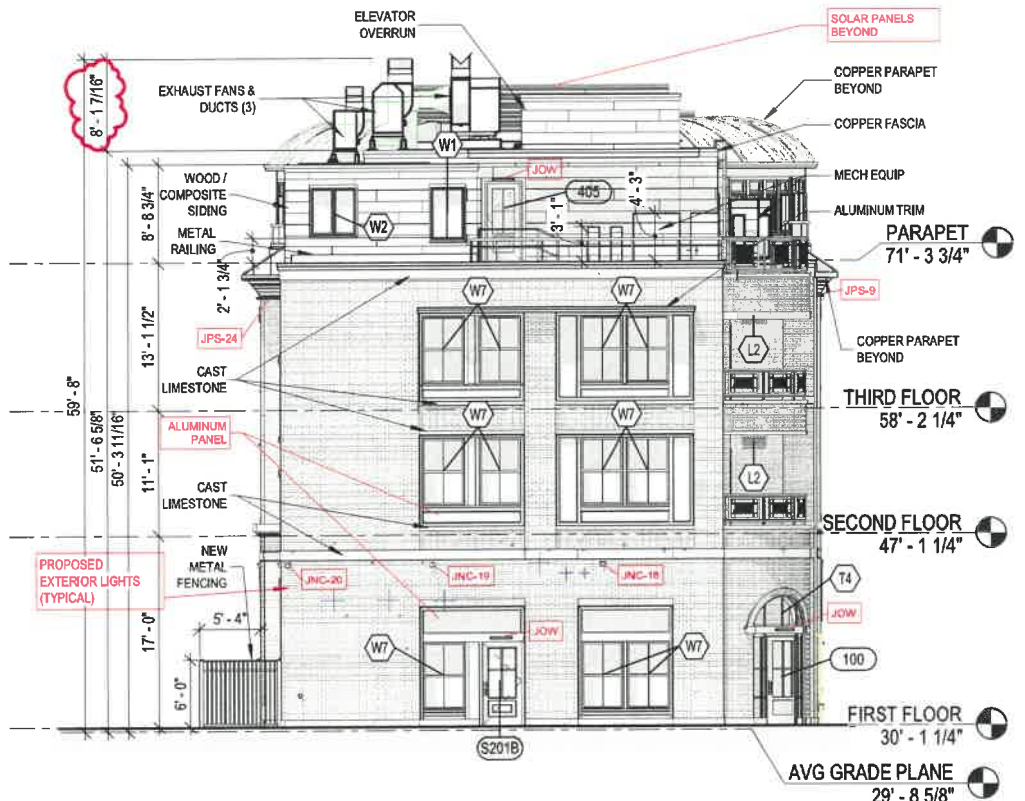 ELEVATOR
OVERRUN
SOLAR PANELS
BEYOND
8' - 1 7/16"
EXHAUST FANS &
DUCTS (3)
COPPER PARAPET
BEYOND
COPPER FASCIA
W1
JOW
405
4' - 3"
3' - 1"
MECH EQUIP
WOOD /
COMPOSITE
SIDING
W2
ALUMINUM TRIM
METAL
RAILING
8' - 8 3/4"
2' - 1 3/4"
PARAPET
71' - 3 3/4"
JPS-9
W7
W7
JPS-24
13' - 1 1/2"
L2
COPPER PARAPET
BEYOND
CAST
LIMESTONE
59' - 8"
51' - 6 5/8"
50' - 3 11/16"
THIRD FLOOR
58' - 2 1/4"
W7
W7
ALUMINUM
PANEL
11' - 1"
L2
CAST
LIMESTONE
SECOND FLOOR
47' - 1 1/4"
PROPOSED
EXTERIOR LIGHTS
(TYPICAL)
NEW
METAL
FENCING
JNC-20
JNC-19
JNC-18
T4
JOW
JOW
5' - 4"
17' - 0"
W7
W7
100
6' - 0"
FIRST FLOOR
30' - 1 1/4"
S201B
AVG GRADE PLANE
29' - 8 5/8"